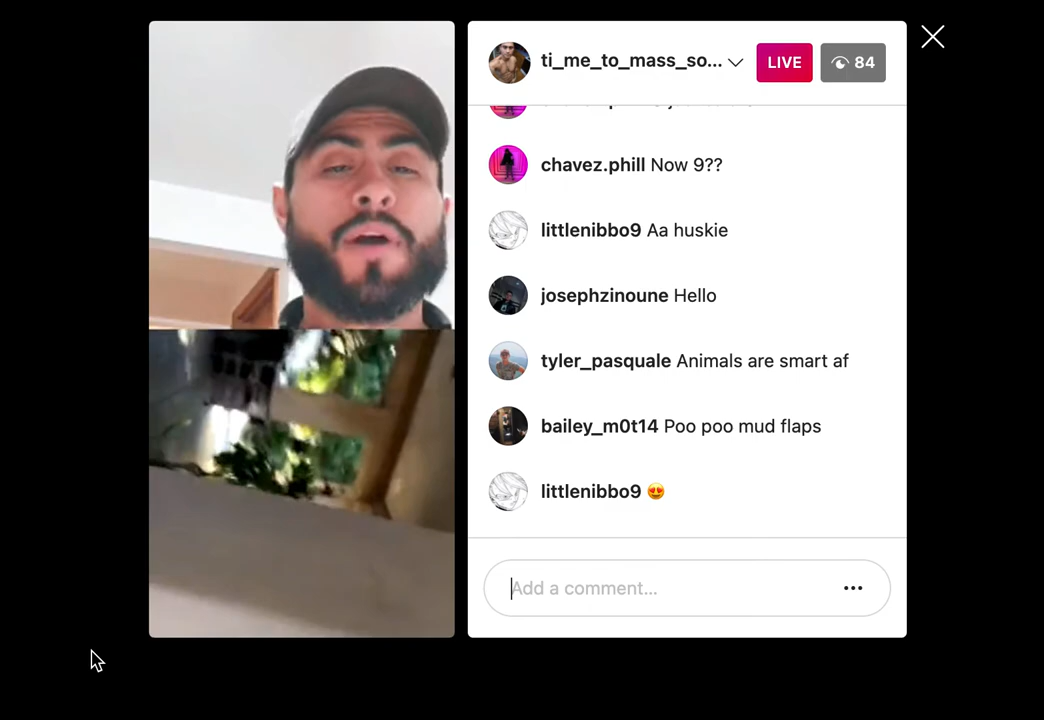 ti_me_to_mass_so...
LIVE
84
chavez.phill Now 9??
littlenibbo9 Aa huskie
josephzinoune Hello
tyler_pasquale Animals are smart af
bailey_m0t14 Poo poo mud flaps
littlenibbo9 😍
Add a comment...